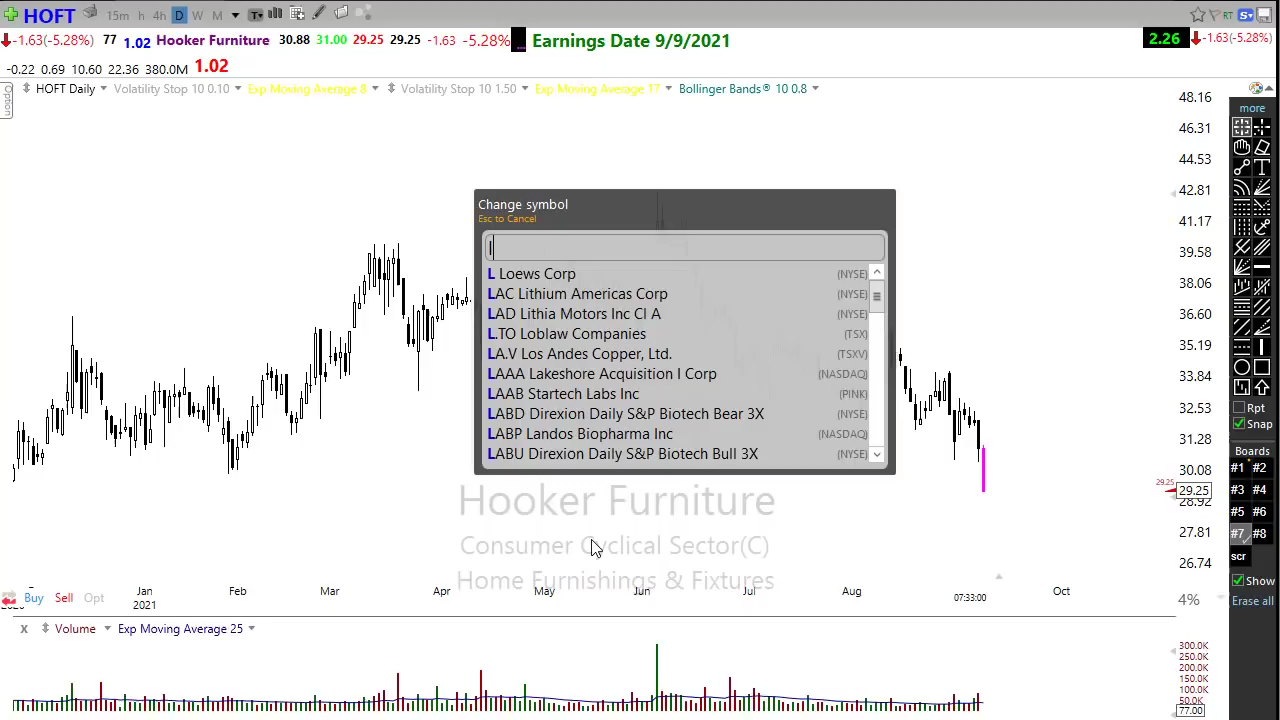 HOFT 15m h 4h D W M T RT S
-1.63(-5.28%) 77 1.02 Hooker Furniture 30.88 31.00 29.25 29.25 -1.63 -5.28% Earnings Date 9/9/2021 2.26 -1.63(-5.28%)
-0.22 0.69 10.60 22.36 380.0M 1.02
Option
HOFT Daily Volatility Stop 10 0.10 Exp Moving Average 8 Volatility Stop 10 1.50 Exp Moving Average 17 Bollinger Bands® 10 0.8
48.16
more
46.31
44.53
42.81
41.17
39.58
38.06
36.60
35.19
33.84
32.53
31.28
30.08
29.25
29.25
28.92
27.81
26.74
Change symbol
Esc to Cancel
l
L Loews Corp (NYSE)
LAC Lithium Americas Corp (NYSE)
LAD Lithia Motors Inc Cl A (NYSE)
L.TO Loblaw Companies (TSX)
LA.V Los Andes Copper, Ltd. (TSXV)
LAAA Lakeshore Acquisition I Corp (NASDAQ)
LAAB Startech Labs Inc (PINK)
LABD Direxion Daily S&P Biotech Bear 3X (NYSE)
LABP Landos Biopharma Inc (NASDAQ)
LABU Direxion Daily S&P Biotech Bull 3X (NYSE)
Hooker Furniture
Consumer Cyclical Sector(C)
Home Furnishings & Fixtures
Rpt
Snap
Boards
#1 #2
#3 #4
#5 #6
#7 #8
scr
Show
Erase all
Jan Feb Mar Apr May Jun Jul Aug 07:33:00 Oct
2021
Buy Sell Opt 4%
X Volume Exp Moving Average 25
300.0K
250.0K
200.0K
150.0K
100.0K
50.0K
77.00